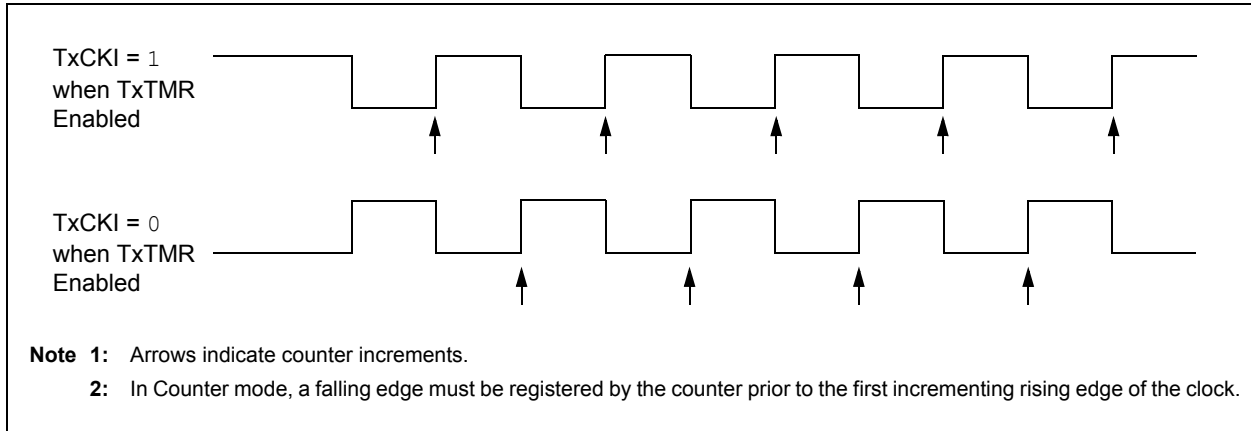 TxCKI = 1
when TxTMR
Enabled
TxCKI = 0
when TxTMR
Enabled
Note 1: Arrows indicate counter increments.
2: In Counter mode, a falling edge must be registered by the counter prior to the first incrementing rising edge of the clock.